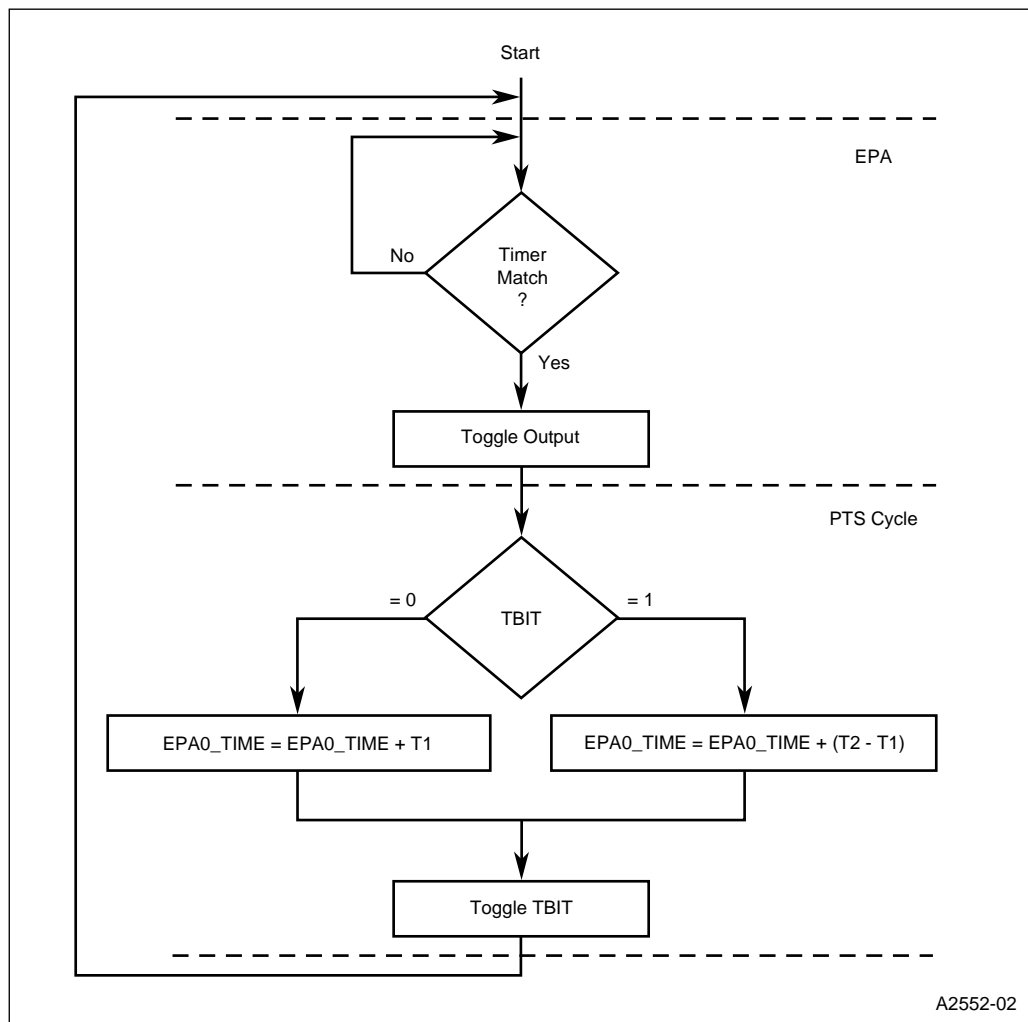 Start
EPA
No
Timer
Match
?
Yes
Toggle Output
PTS Cycle
= 0
TBIT
= 1
EPA0_TIME = EPA0_TIME + T1
EPA0_TIME = EPA0_TIME + (T2 - T1)
Toggle TBIT
A2552-02